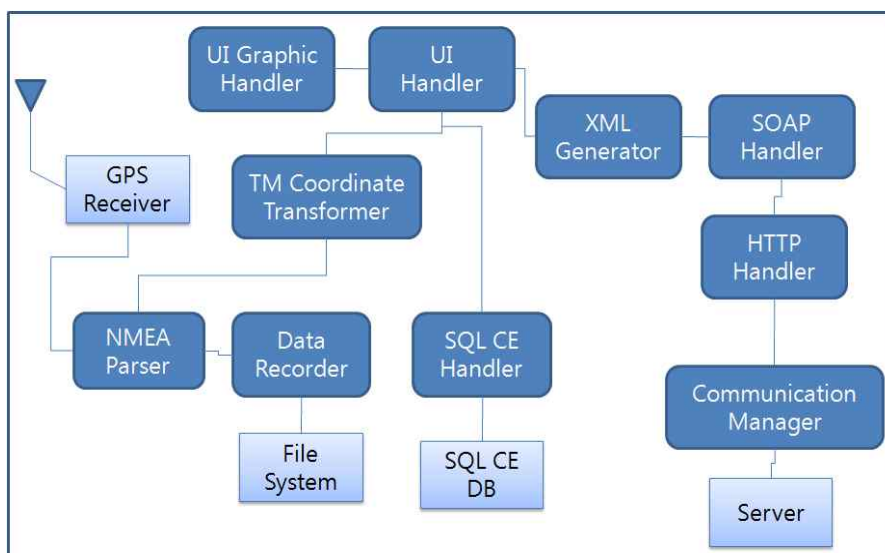 UI Graphic
Handler
UI
Handler
XML
Generator
SOAP
Handler
GPS
Receiver
TM Coordinate
Transformer
HTTP
Handler
NMEA
Parser
Data
Recorder
SQL CE
Handler
Communication
Manager
File
System
SQL CE
DB
Server